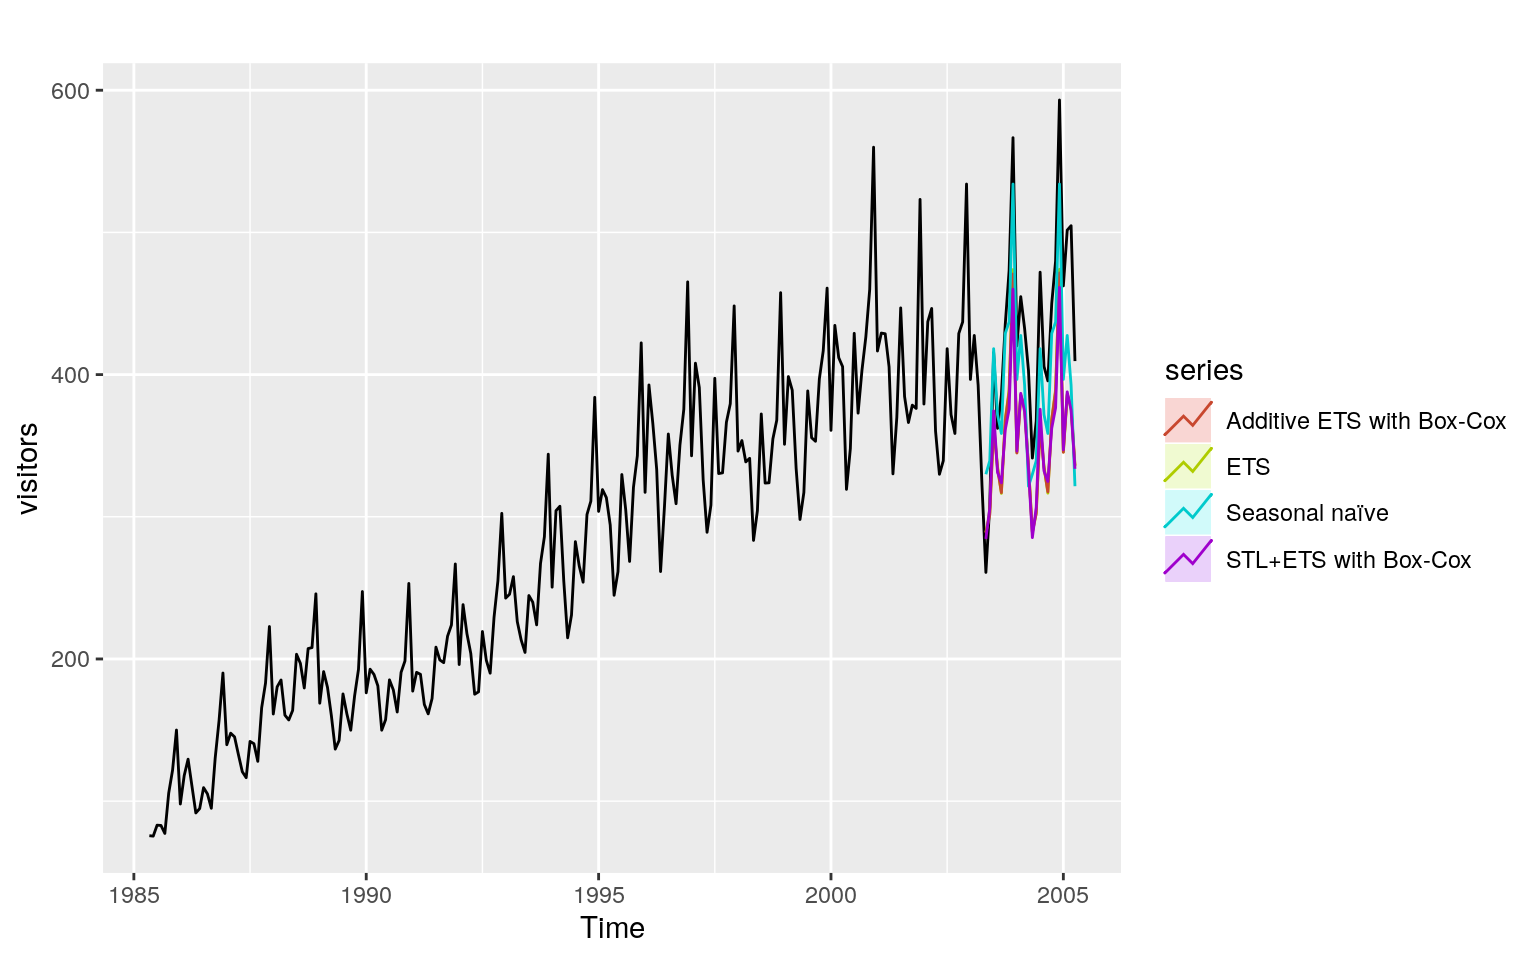 600
400
200
visitors
1985
1990
1995
2000
2005
Time
series
Additive ETS with Box-Cox
ETS
Seasonal naïve
STL+ETS with Box-Cox